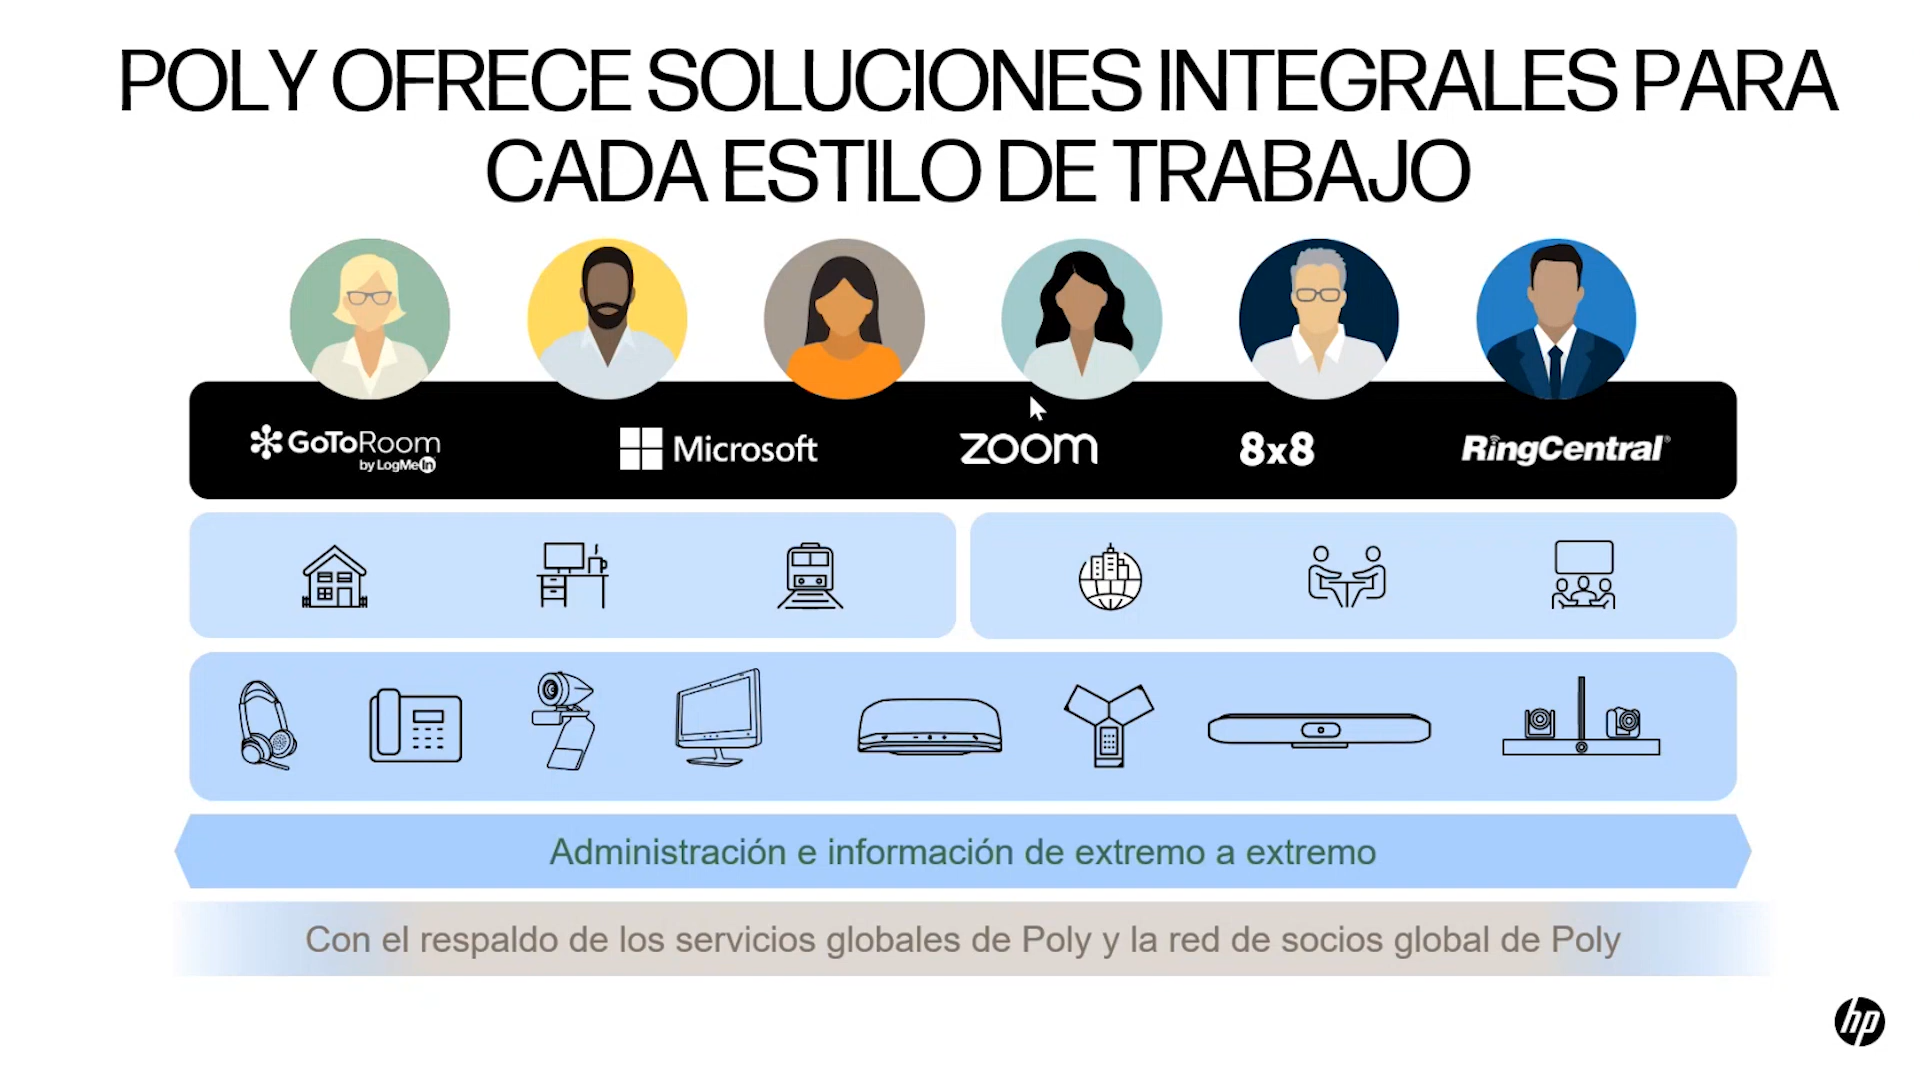 POLY OFRECE SOLUCIONES INTEGRALES PARA
CADA ESTILO DE TRABAJO
GoToRoom
by LogMeIn
Microsoft
zoom
8x8
RingCentral®
Administración e información de extremo a extremo
Con el respaldo de los servicios globales de Poly y la red de socios global de Poly
hp